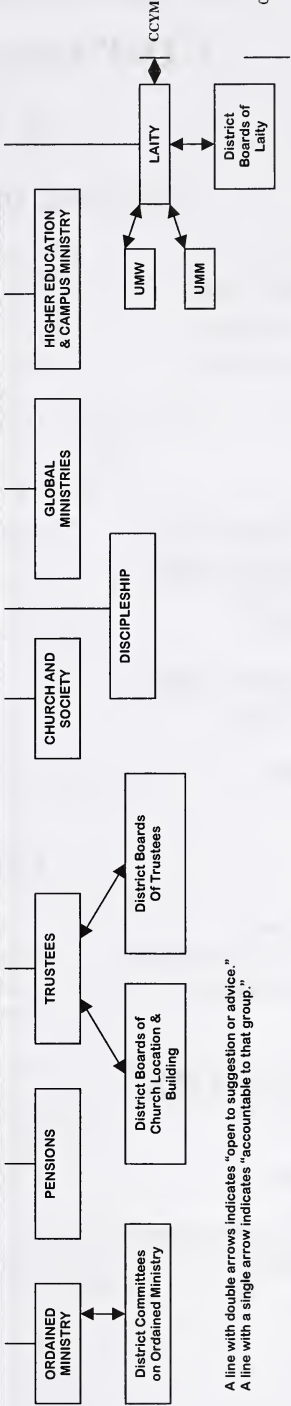 ORDAINED
MINISTRY
PENSIONS
TRUSTEES
CHURCH AND
SOCIETY
DISCIPLESHIP
GLOBAL
MINISTRIES
HIGHER EDUCATION
& CAMPUS MINISTRY
LAITY
CCYM
UMW
UMM
District
Boards of
Laity
District Committees
on Ordained Ministry
District Boards of
Church Location &
Building
District Boards
Of Trustees
A line with double arrows indicates “open to suggestion or advice.”
A line with a single arrow indicates “accountable to that group.”